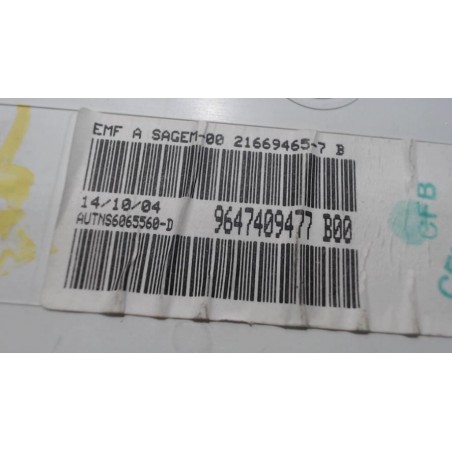 EMF A SAGEM-00 21669465-7 B
14/10/04
AUTNS6065560-D 9647409477 B00
CFB